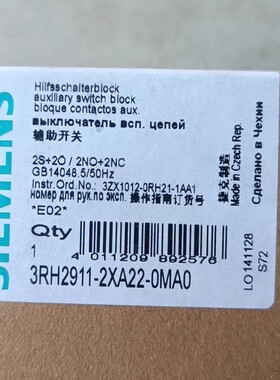 SIEMENS
Hilfsschalterblock
auxiliary switch block
bloque contactos aux.
выключатель всп. цепей
辅助开关
2S+2Ö / 2NO+2NC
GB14048.5/50Hz
Instr.Ord.No.: 3ZX1012-0RH21-1AA1
номер для рук.по эксп. 操作指南订货号
*E02*
Qty
1
4 011209 892576
3RH2911-2XA22-0MA0
捷克制造
Made in Czech Rep.
Сделано в Чехии
LO 141128
S72